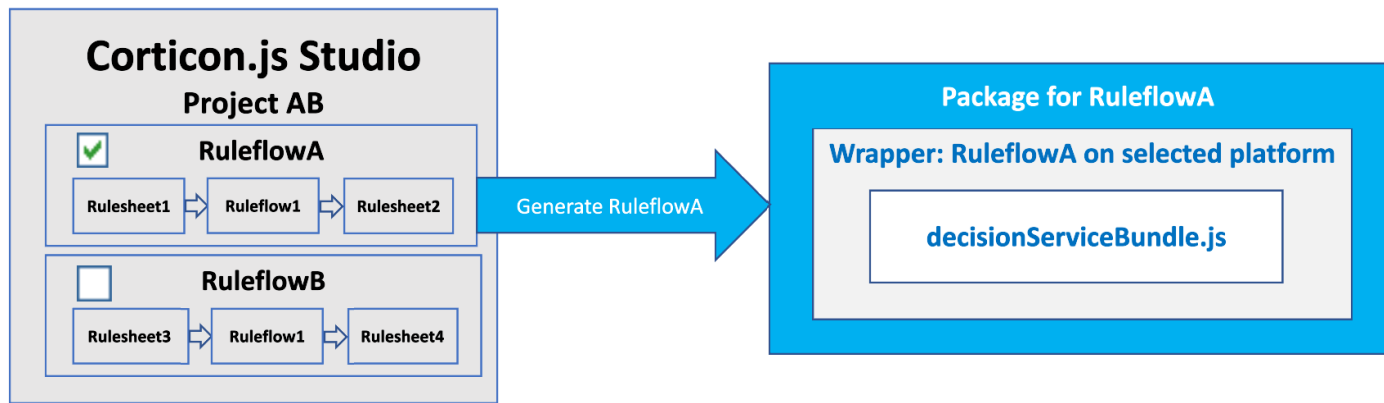 Corticon.js Studio
Project AB
RuleflowA
Rulesheet1
Ruleflow1
Rulesheet2
RuleflowB
Rulesheet3
Ruleflow1
Rulesheet4
Generate RuleflowA
Package for RuleflowA
Wrapper: RuleflowA on selected platform
decisionServiceBundle.js